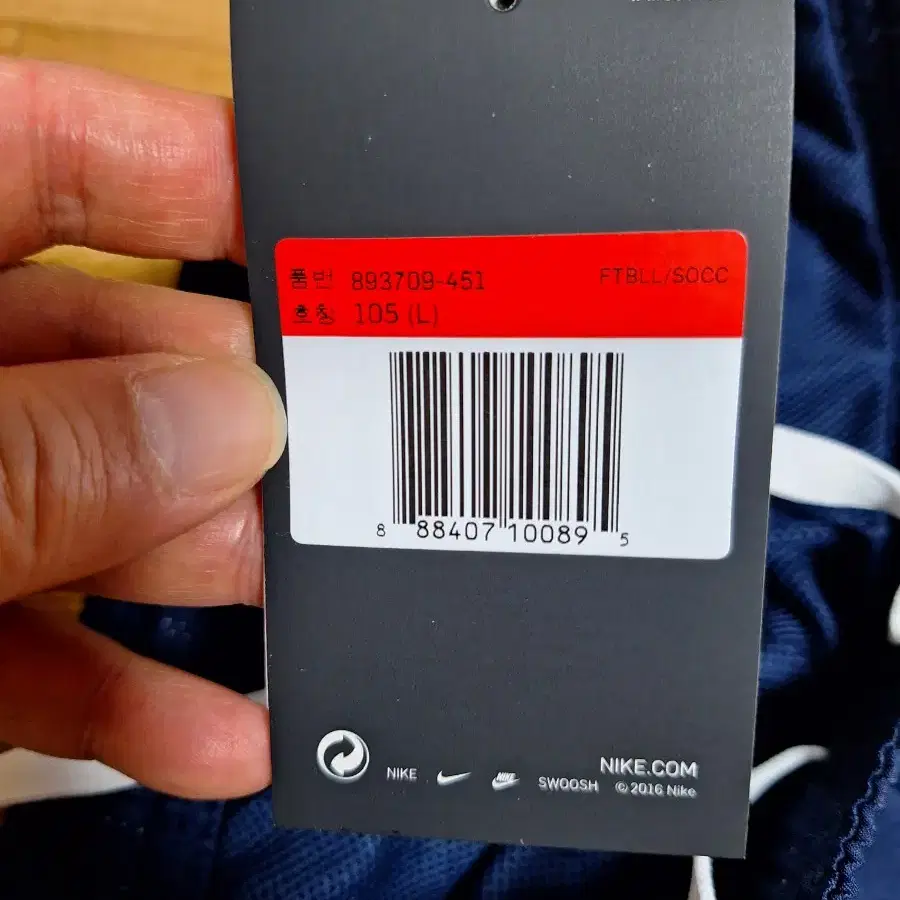 품번 893709-451 FTBLL/SOCC
호칭 105 (L)
8 88407 10089 5
NIKE.COM
NIKE NIKE SWOOSH © 2016 Nike